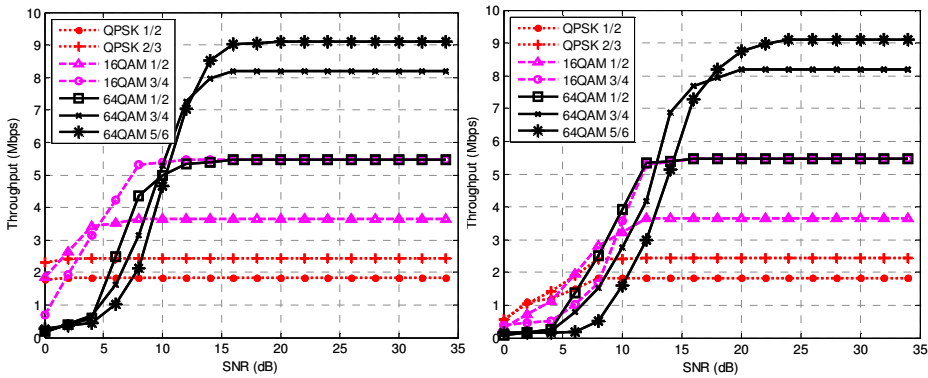 10
9
8
7
6
5
4
3
2
1
0
Throughput (Mbps)
QPSK 1/2
QPSK 2/3
16QAM 1/2
16QAM 3/4
64QAM 1/2
64QAM 3/4
64QAM 5/6
0 5 10 15 20 25 30 35
SNR (dB)
10
9
8
7
6
5
4
3
2
1
0
Throughput (Mbps)
QPSK 1/2
QPSK 2/3
16QAM 1/2
16QAM 3/4
64QAM 1/2
64QAM 3/4
64QAM 5/6
0 5 10 15 20 25 30 35
SNR (dB)